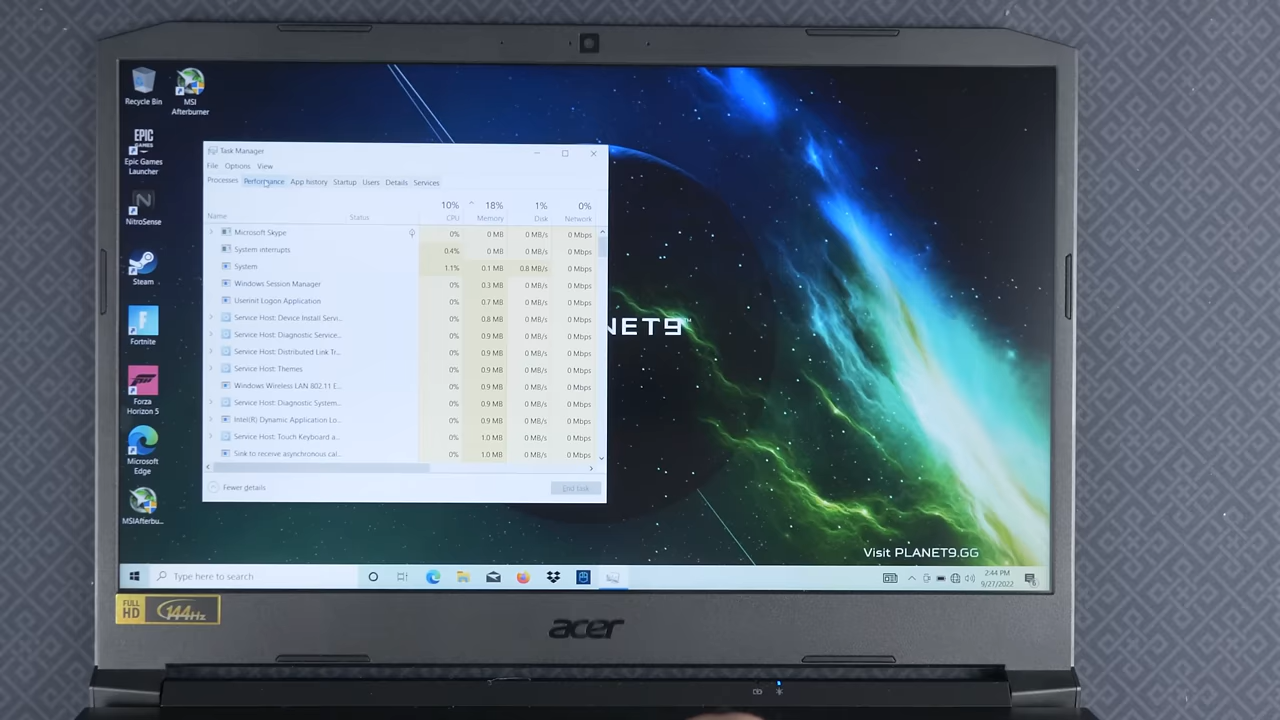 Recycle Bin
MSI Afterburner
EPIC GAMES
Epic Games Launcher
NitroSense
Steam
Fortnite
Forza Horizon 5
Microsoft Edge
MSIAfterbu...
Task Manager
File Options View
Processes Performance App history Startup Users Details Services
10% 18% 1% 0%
Name Status CPU Memory Disk Network
Microsoft Skype 0% 0 MB 0 MB/s 0 Mbps
System interrupts 0.4% 0 MB 0 MB/s 0 Mbps
System 1.1% 0.1 MB 0.8 MB/s 0 Mbps
Windows Session Manager 0% 0.3 MB 0 MB/s 0 Mbps
Userinit Logon Application 0% 0.7 MB 0 MB/s 0 Mbps
Service Host: Device Install Servi... 0% 0.8 MB 0 MB/s 0 Mbps
Service Host: Diagnostic Service... 0% 0.9 MB 0 MB/s 0 Mbps
Service Host: Distributed Link Tr... 0% 0.9 MB 0 MB/s 0 Mbps
Service Host: Themes 0% 0.9 MB 0 MB/s 0 Mbps
Windows Wireless LAN 802.11 E... 0% 0.9 MB 0 MB/s 0 Mbps
Service Host: Diagnostic System... 0% 0.9 MB 0 MB/s 0 Mbps
Intel(R) Dynamic Application Lo... 0% 0.9 MB 0 MB/s 0 Mbps
Service Host: Touch Keyboard a... 0% 1.0 MB 0 MB/s 0 Mbps
Sink to receive asynchronous cal... 0% 1.0 MB 0 MB/s 0 Mbps
Fewer details End task
NET9™
Visit PLANET9.GG
Type here to search
2:44 PM
9/27/2022
FULL HD 144Hz
acer